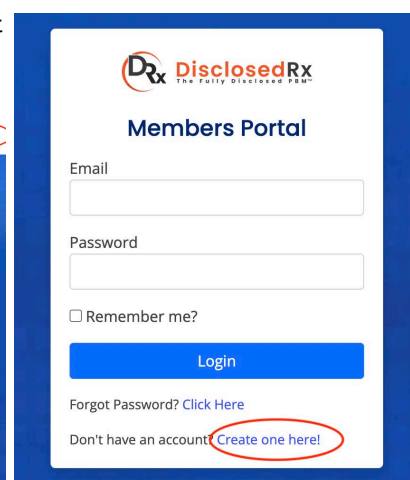 DRx DisclosedRx
The Fully Disclosed PBM™
Members Portal
Email
Password
Remember me?
Login
Forgot Password? Click Here
Don't have an account? Create one here!